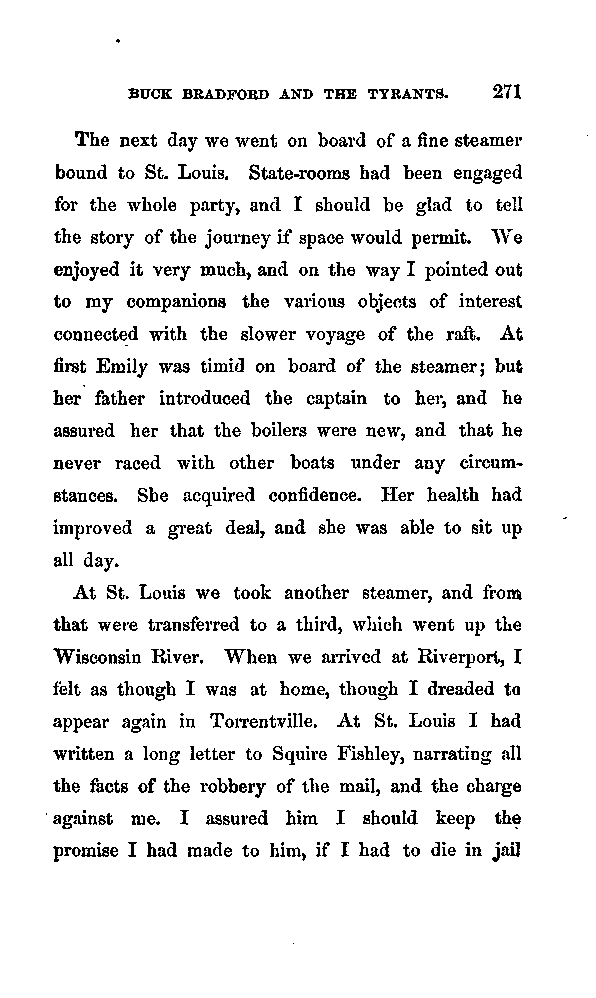 BUCK BRADFORD AND THE TYRANTS. 271
The next day we went on board of a fine steamer
bound to St. Louis. State-rooms had been engaged
for the whole party, and I should be glad to tell
the story of the journey if space would permit. We
enjoyed it very much, and on the way I pointed out
to my companions the various objects of interest
connected with the slower voyage of the raft. At
first Emily was timid on board of the steamer; but
her father introduced the captain to her, and he
assured her that the boilers were new, and that he
never raced with other boats under any circum-
stances. She acquired confidence. Her health had
improved a great deal, and she was able to sit up
all day.
At St. Louis we took another steamer, and from
that were transferred to a third, which went up the
Wisconsin River. When we arrived at Riverport, I
felt as though I was at home, though I dreaded to
appear again in Torrentville. At St. Louis I had
written a long letter to Squire Fishley, narrating all
the facts of the robbery of the mail, and the charge
against me. I assured him I should keep the
promise I had made to him, if I had to die in jail